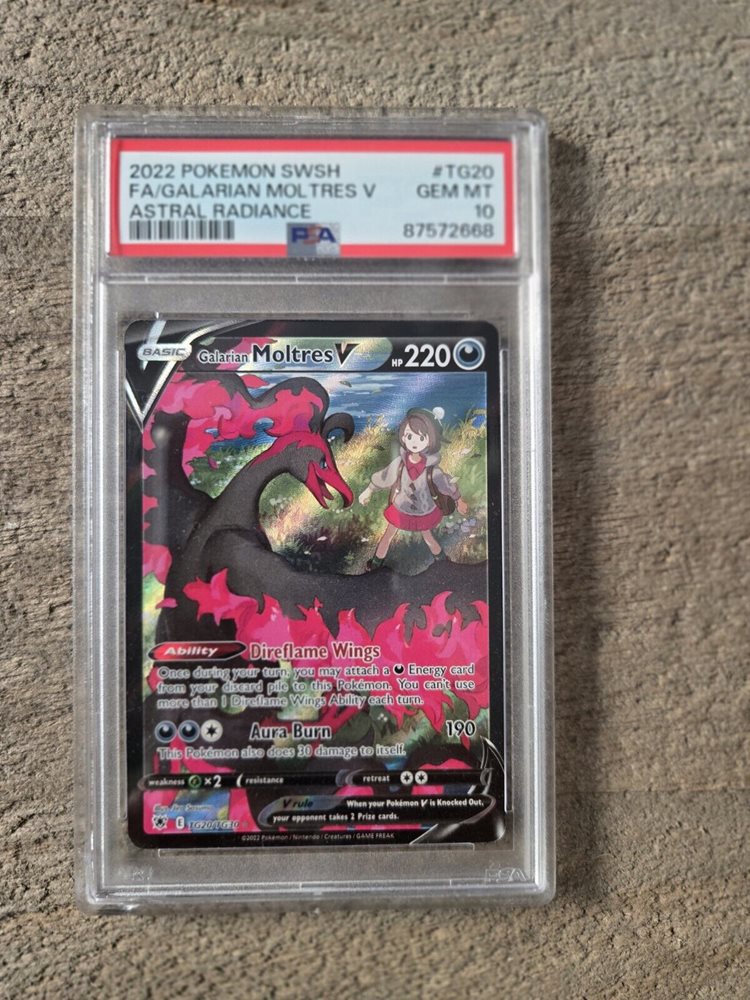 2022 POKEMON SWSH #TG20
FA/GALARIAN MOLTRES V GEM MT
ASTRAL RADIANCE 10
PSA 87572668
BASIC Galarian Moltres V HP 220
Ability Direflame Wings
Once during your turn, you may attach a Energy card
from your discard pile to this Pokémon. You can't use
more than 1 Direflame Wings Ability each turn.
Aura Burn 190
This Pokémon also does 30 damage to itself.
weakness ×2 resistance retreat
V rule When your Pokémon V is Knocked Out,
your opponent takes 2 Prize cards.
E TG20/TG30
©2022 Pokémon / Nintendo / Creatures / GAME FREAK
PSA